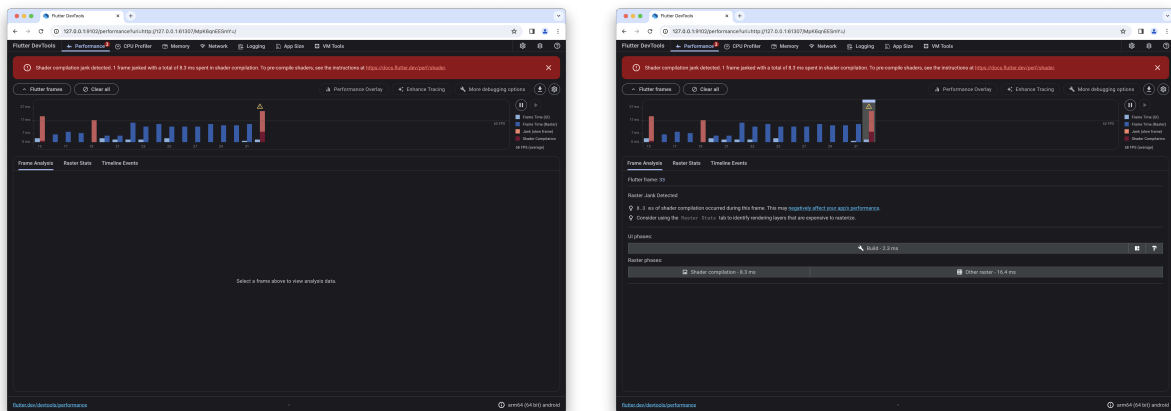 Flutter DevTools
127.0.0.1:9102/performance?uri=http://127.0.0.1:61307/MpK6qnEESmY=/
Flutter DevTools Performance CPU Profiler Memory Network Logging App Size VM Tools
Shader compilation jank detected. 1 frame janked with a total of 8.3 ms spent in shader compilation. To pre-compile shaders, see the instructions at https://docs.flutter.dev/perf/shader.
Flutter frames Clear all Performance Overlay Enhance Tracing More debugging options
Frame Time (UI)
Frame Time (Raster)
Jank (slow frame)
Shader Compilation
60 FPS
68 FPS (average)
Frame Analysis Raster Stats Timeline Events
Select a frame above to view analysis data.
flutter.dev/devtools/performance arm64 (64 bit) android
Flutter DevTools
127.0.0.1:9102/performance?uri=http://127.0.0.1:61307/MpK6qnEESmY=/
Flutter DevTools Performance CPU Profiler Memory Network Logging App Size VM Tools
Shader compilation jank detected. 1 frame janked with a total of 8.3 ms spent in shader compilation. To pre-compile shaders, see the instructions at https://docs.flutter.dev/perf/shader.
Flutter frames Clear all Performance Overlay Enhance Tracing More debugging options
Frame Time (UI)
Frame Time (Raster)
Jank (slow frame)
Shader Compilation
60 FPS
68 FPS (average)
Frame Analysis Raster Stats Timeline Events
Flutter frame: 33
Raster Jank Detected
8.3 ms of shader compilation occurred during this frame. This may negatively affect your app's performance.
Consider using the Raster Stats tab to identify rendering layers that are expensive to rasterize.
UI phases:
Build - 2.3 ms
Raster phases:
Shader compilation - 8.3 ms Other raster - 16.4 ms
flutter.dev/devtools/performance arm64 (64 bit) android